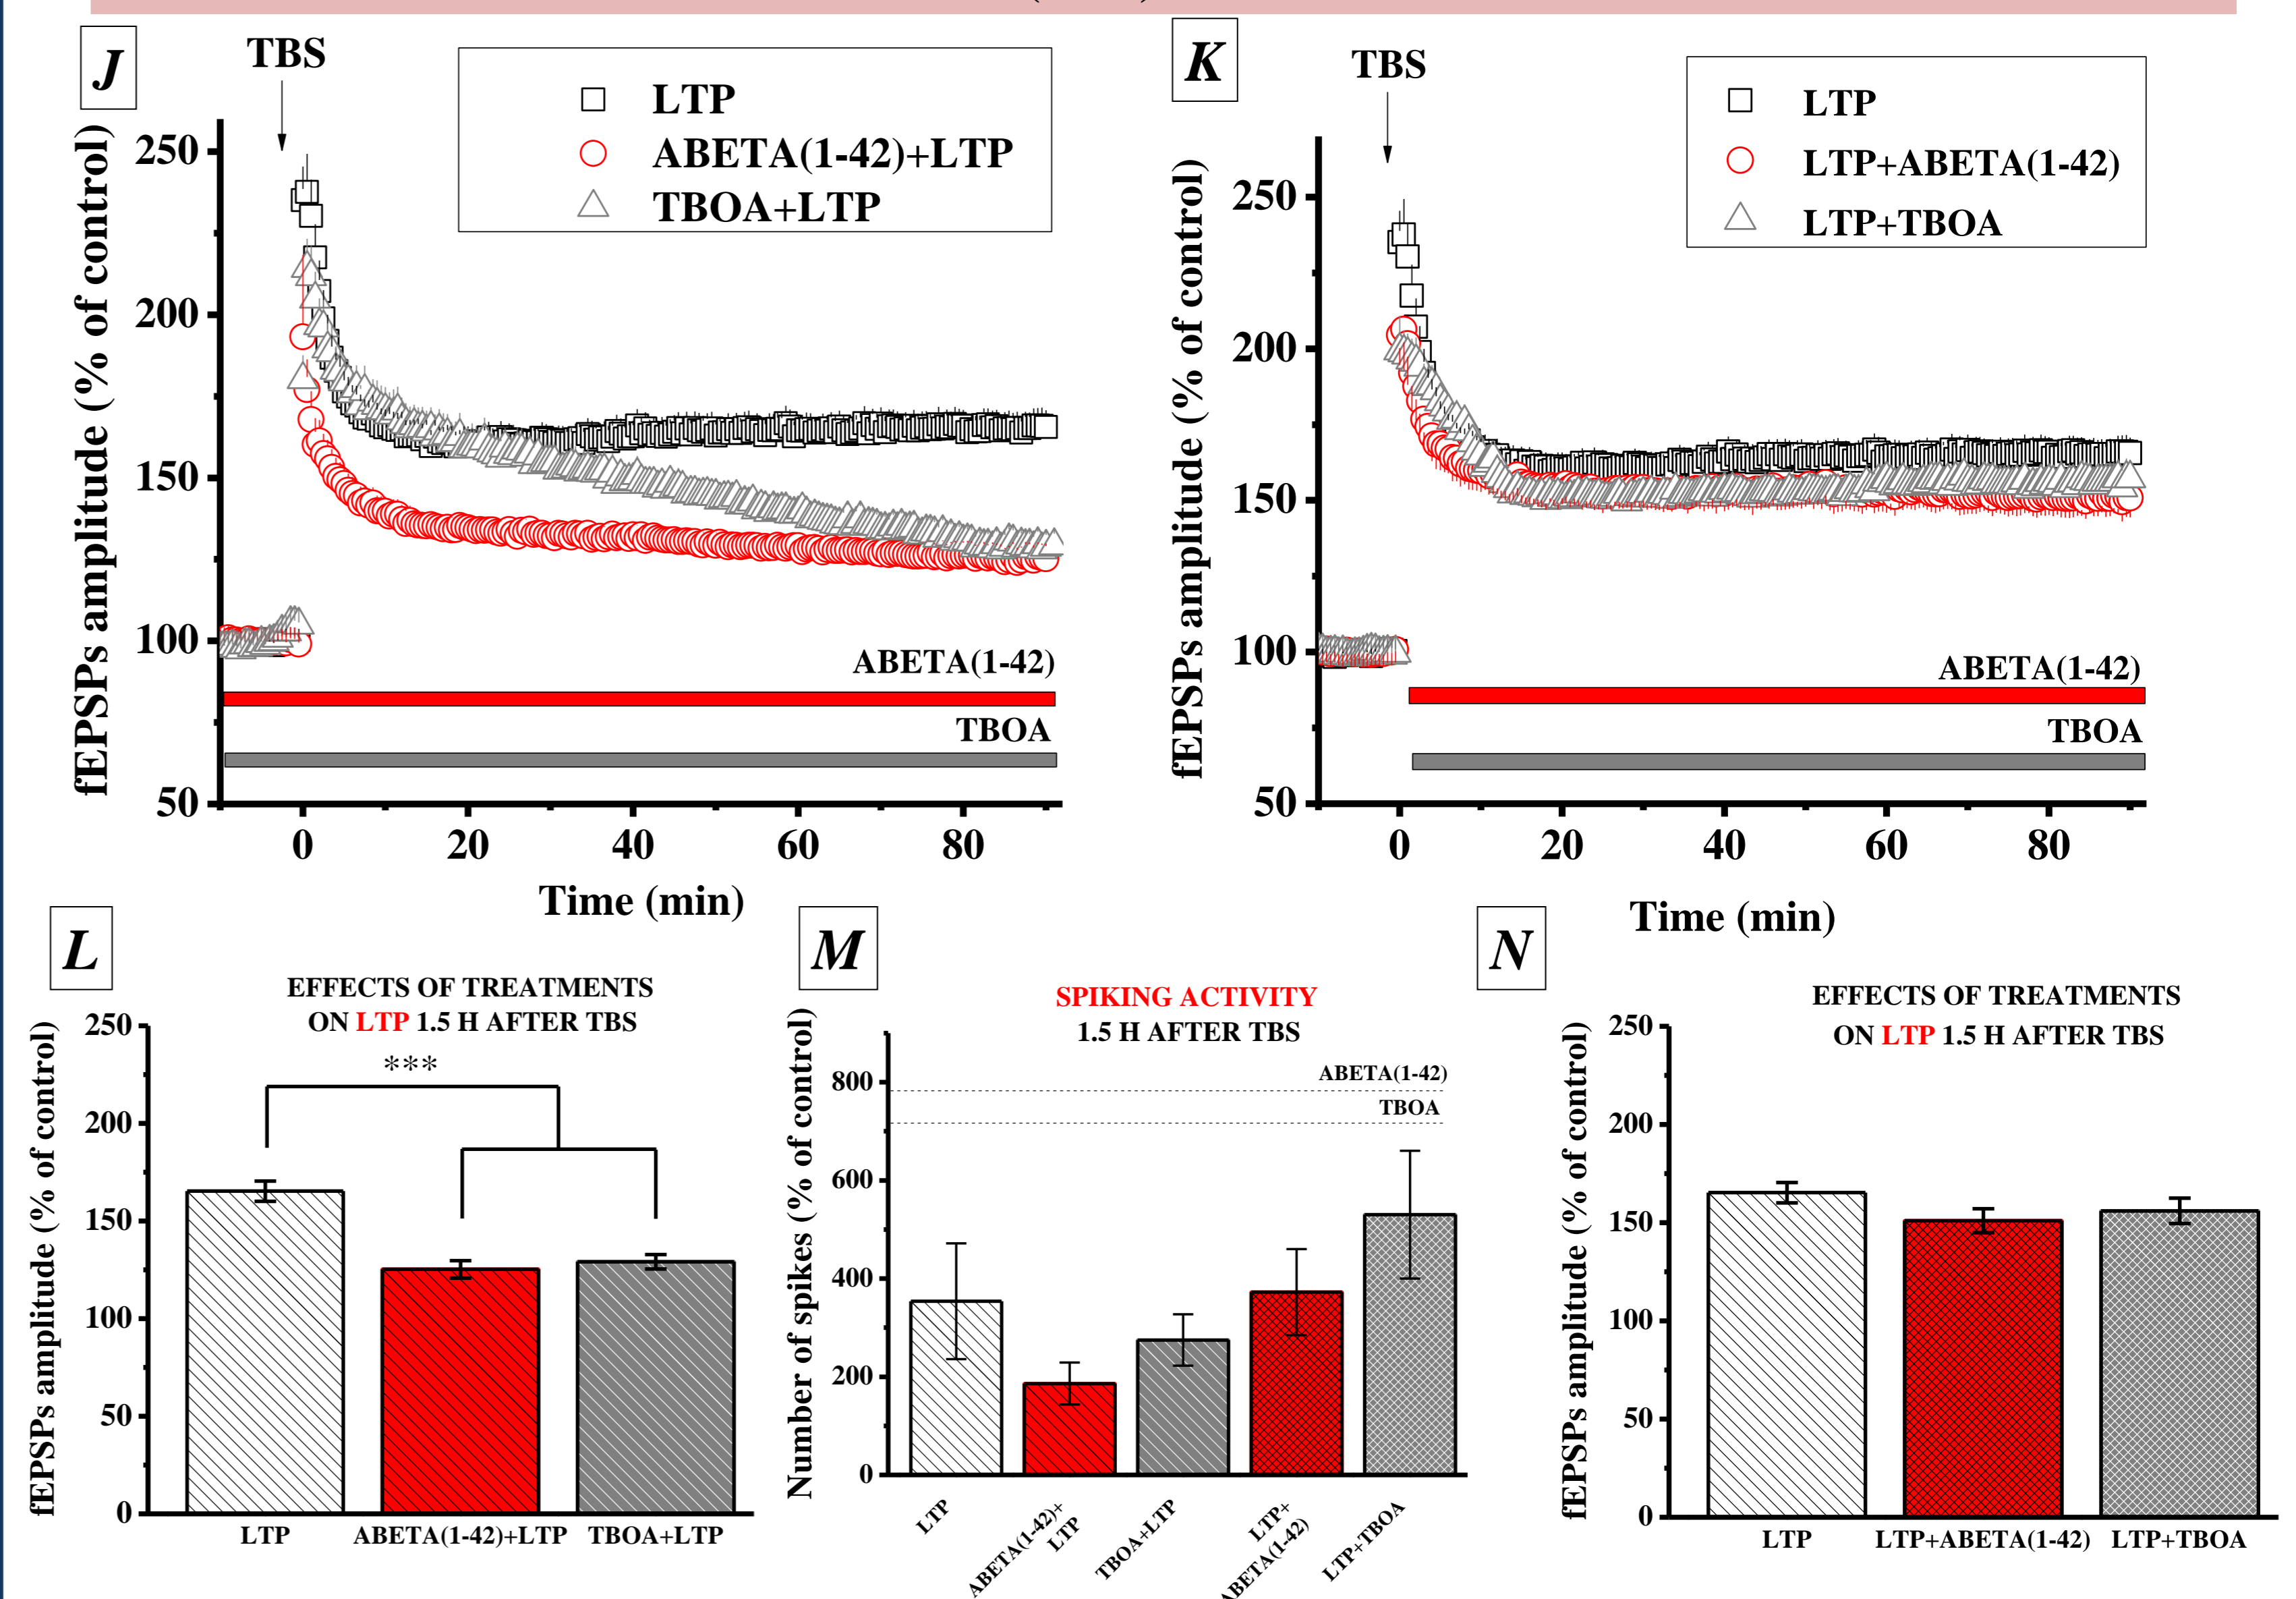 J
TBS
LTP
ABETA(1-42)+LTP
TBOA+LTP
fEPSPs amplitude (% of control)
250
200
150
100
50
ABETA(1-42)
TBOA
0 20 40 60 80
Time (min)
K
TBS
LTP
LTP+ABETA(1-42)
LTP+TBOA
fEPSPs amplitude (% of control)
250
200
150
100
50
ABETA(1-42)
TBOA
0 20 40 60 80
Time (min)
L
EFFECTS OF TREATMENTS
ON LTP 1.5 H AFTER TBS
***
fEPSPs amplitude (% of control)
250
200
150
100
50
0
LTP ABETA(1-42)+LTP TBOA+LTP
M
SPIKING ACTIVITY
1.5 H AFTER TBS
ABETA(1-42)
TBOA
Number of spikes (% of control)
800
600
400
200
0
LTP
ABETA(1-42)+
LTP
TBOA+LTP
LTP+
ABETA(1-42)
LTP+TBOA
N
EFFECTS OF TREATMENTS
ON LTP 1.5 H AFTER TBS
fEPSPs amplitude (% of control)
250
200
150
100
50
0
LTP LTP+ABETA(1-42) LTP+TBOA